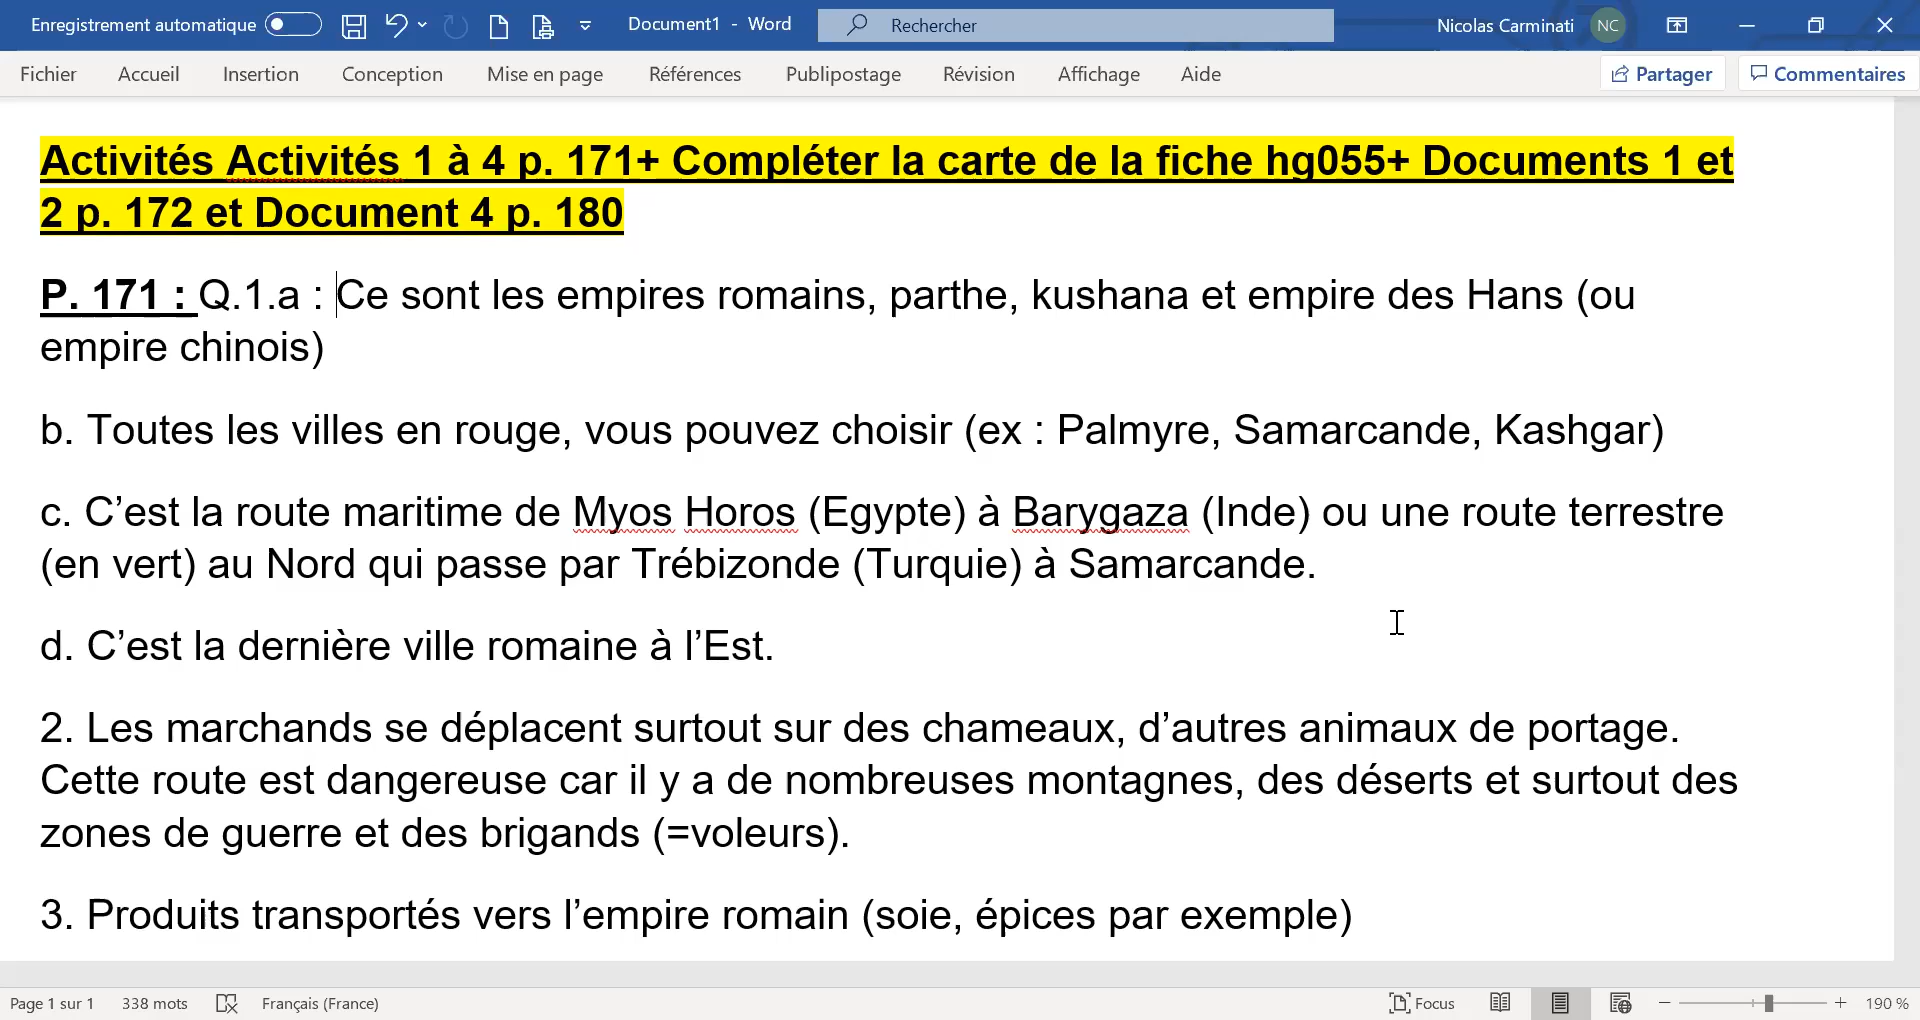 Enregistrement automatique
Document1 - Word
Rechercher
Nicolas Carminati NC
Fichier Accueil Insertion Conception Mise en page Références Publipostage Révision Affichage Aide Partager Commentaires
Activités Activités 1 à 4 p. 171+ Compléter la carte de la fiche hg055+ Documents 1 et
2 p. 172 et Document 4 p. 180
P. 171 : Q.1.a : Ce sont les empires romains, parthe, kushana et empire des Hans (ou
empire chinois)
b. Toutes les villes en rouge, vous pouvez choisir (ex : Palmyre, Samarcande, Kashgar)
c. C’est la route maritime de Myos Horos (Egypte) à Barygaza (Inde) ou une route terrestre
(en vert) au Nord qui passe par Trébizonde (Turquie) à Samarcande.
d. C’est la dernière ville romaine à l’Est.
2. Les marchands se déplacent surtout sur des chameaux, d’autres animaux de portage.
Cette route est dangereuse car il y a de nombreuses montagnes, des déserts et surtout des
zones de guerre et des brigands (=voleurs).
3. Produits transportés vers l’empire romain (soie, épices par exemple)
Page 1 sur 1 338 mots Français (France) Focus 190 %